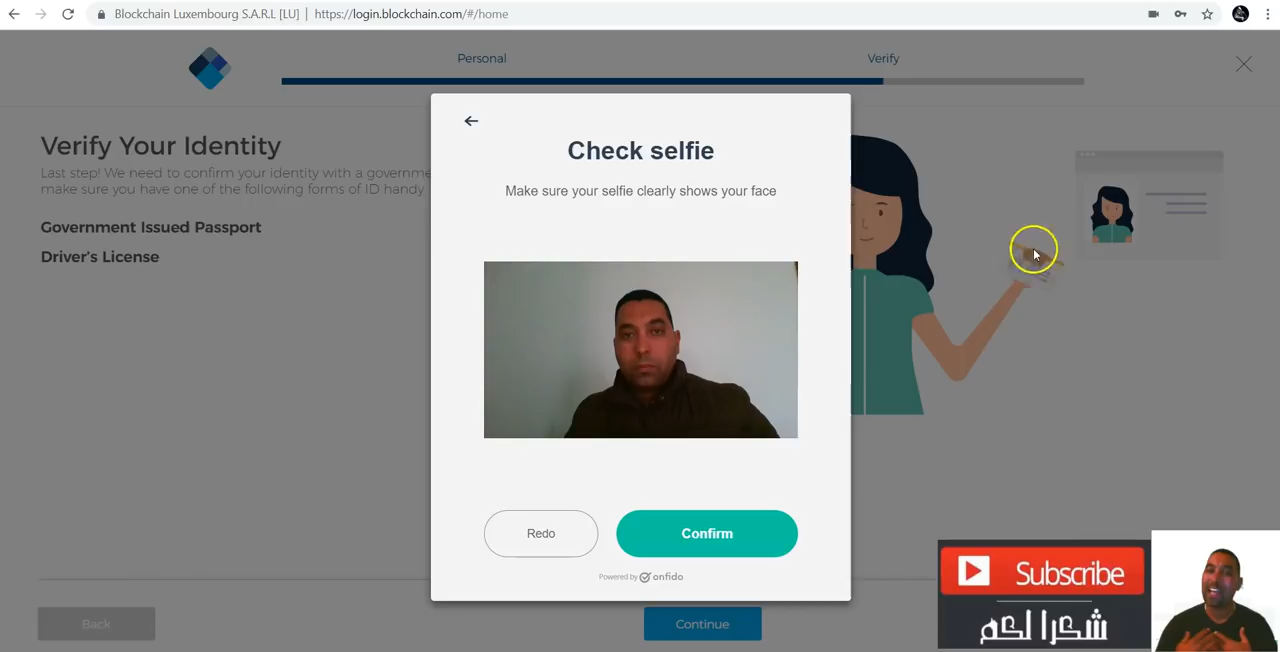 Blockchain Luxembourg S.A.R.L [LU] | https://login.blockchain.com/#/home
Personal
Verify
Verify Your Identity
Last step! We need to confirm your identity with a governme
make sure you have one of the following forms of ID handy
Government Issued Passport
Driver's License
Check selfie
Make sure your selfie clearly shows your face
Redo
Confirm
Powered by onfido
Back
Continue
Subscribe
شكرا لكم